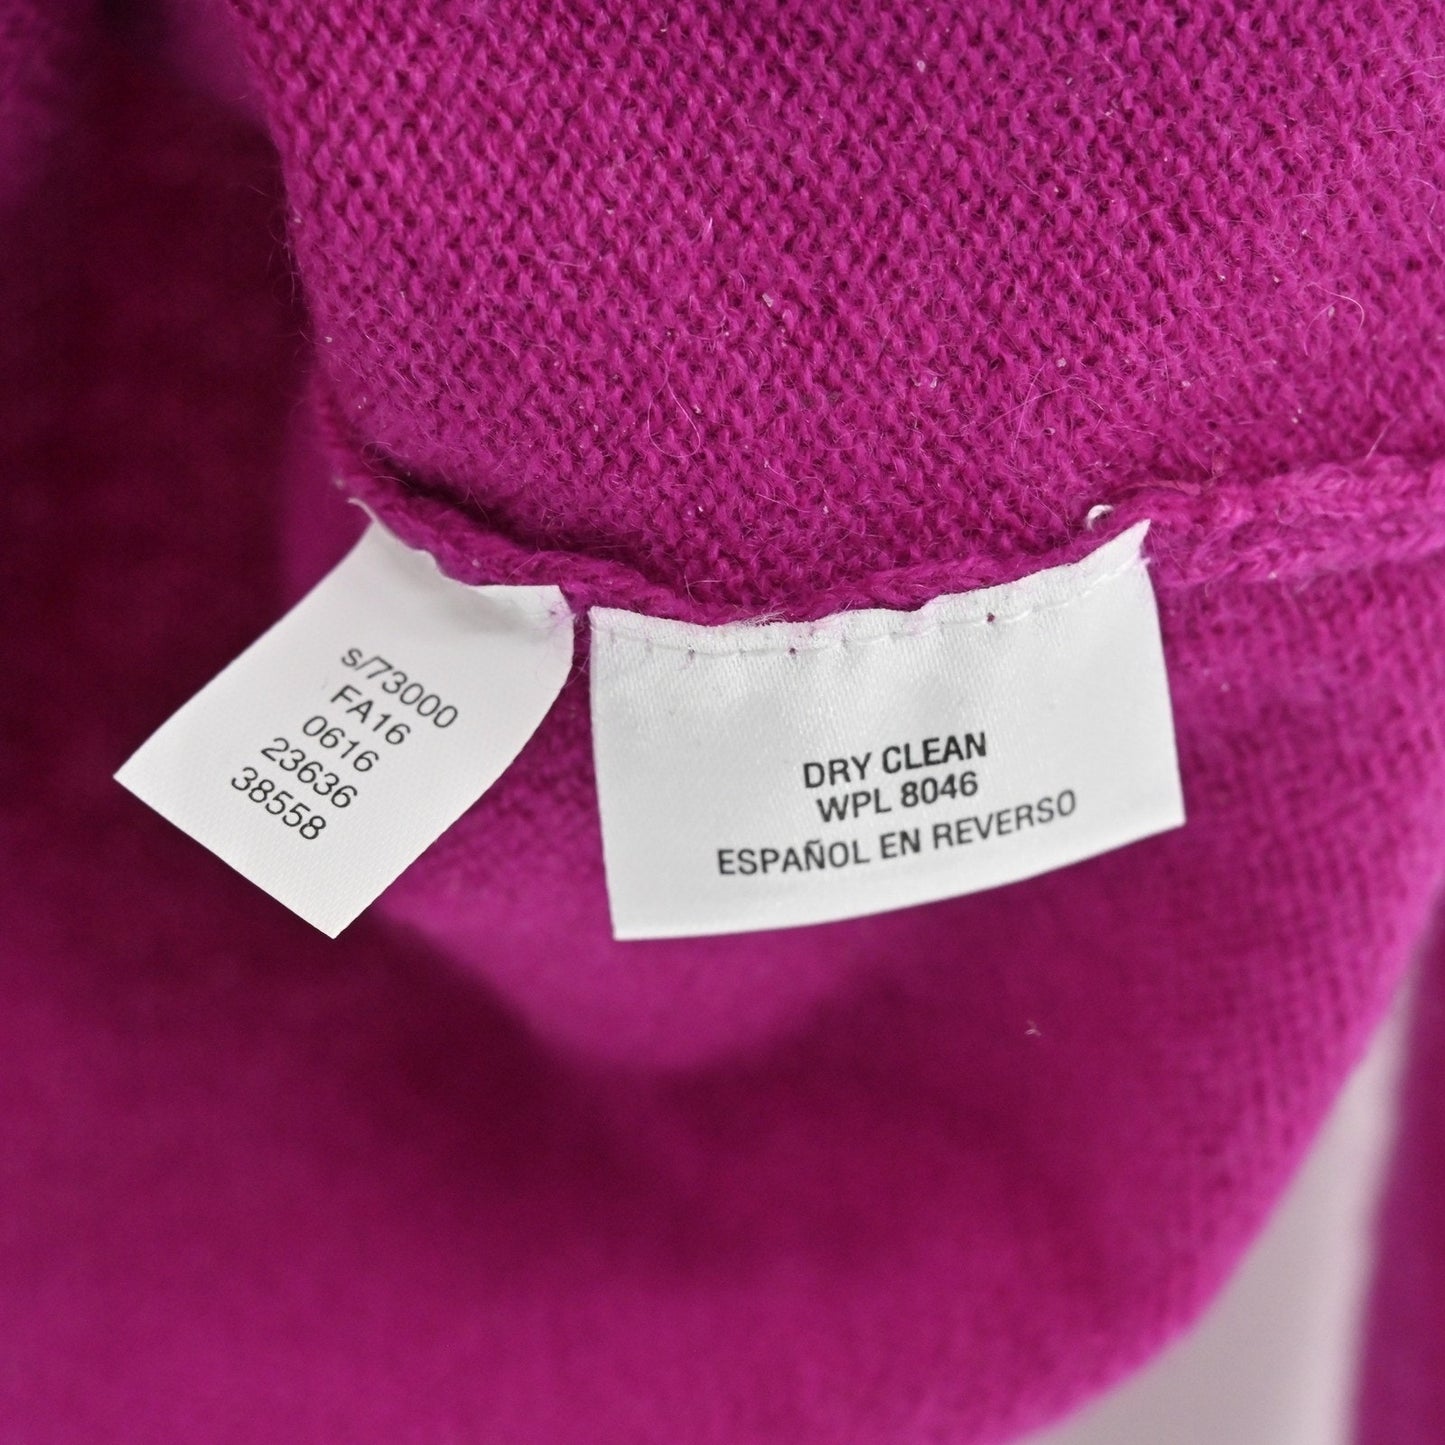 s/73000
FA16
0616
23636
38558
DRY CLEAN
WPL 8046
ESPAÑOL EN REVERSO